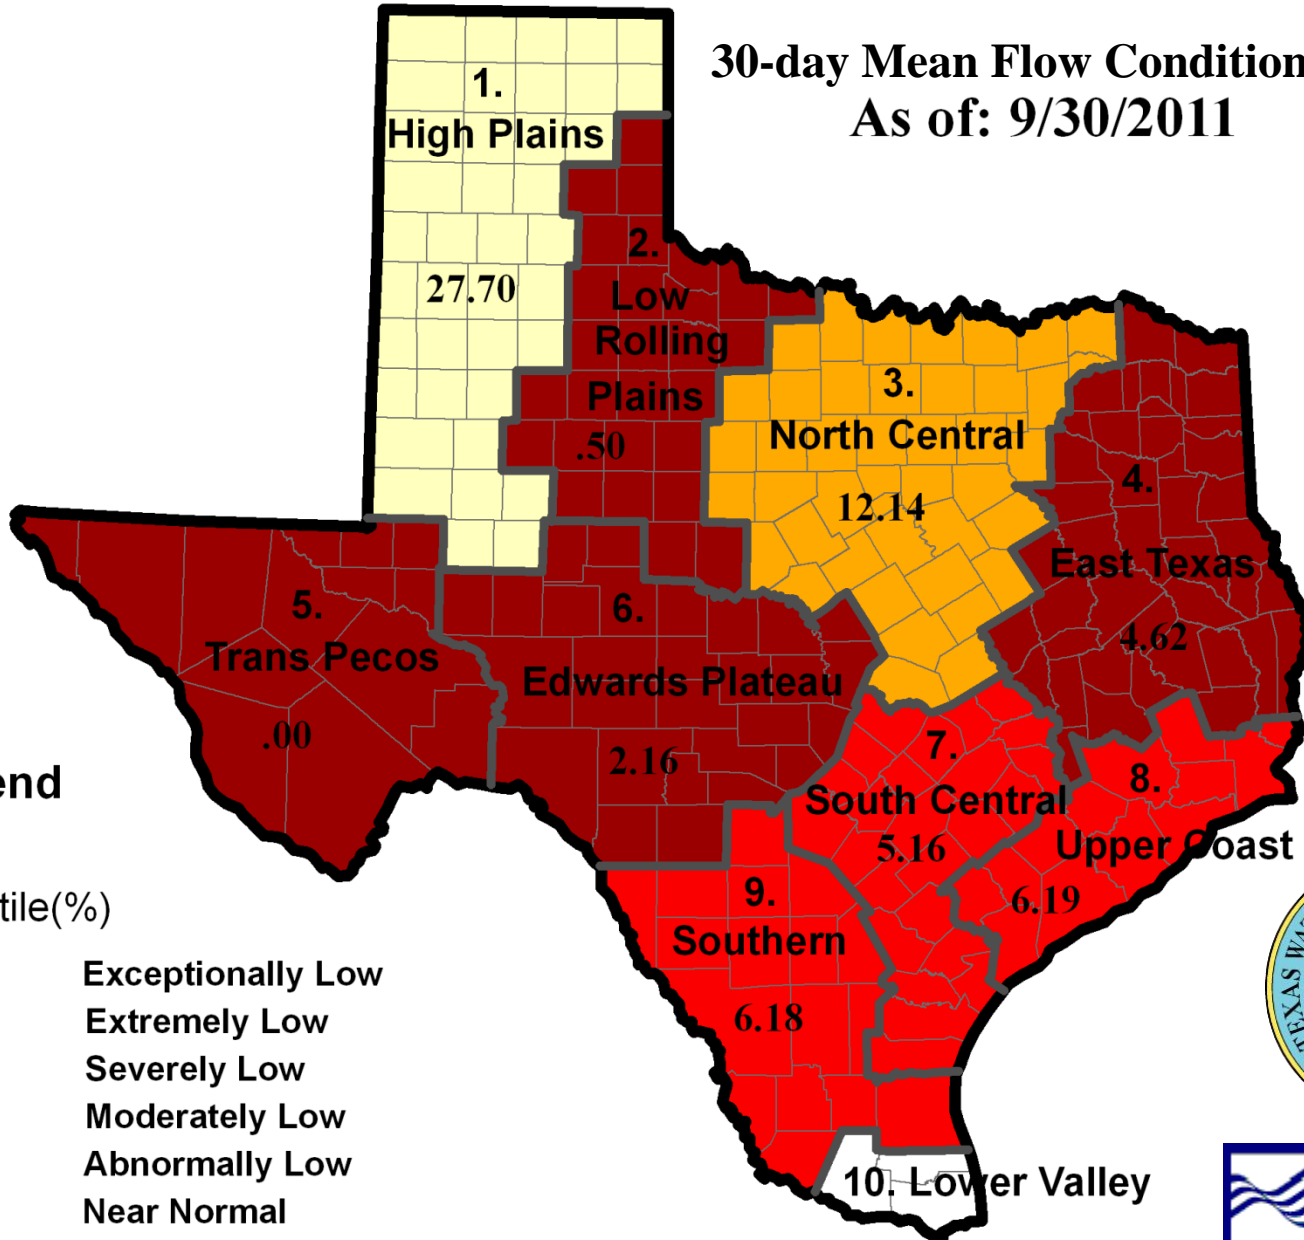 30-day Mean Flow Condition
As of: 9/30/2011
1.
High Plains
27.70
2.
Low
Rolling
Plains
.50
3.
North Central
12.14
4.
East Texas
4.62
5.
Trans Pecos
.00
6.
Edwards Plateau
2.16
7.
South Central
5.16
8.
Upper Coast
6.19
9.
Southern
6.18
10. Lower Valley
end
tile(%)
Exceptionally Low
Extremely Low
Severely Low
Moderately Low
Abnormally Low
Near Normal
TEXAS WA